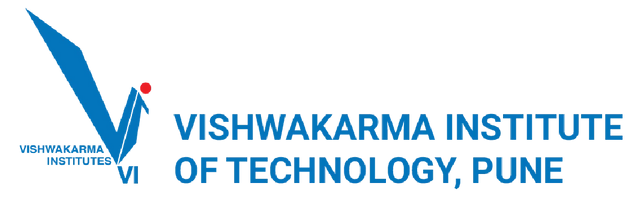 VISHWAKARMA
INSTITUTES
VI
VISHWAKARMA INSTITUTE
OF TECHNOLOGY, PUNE